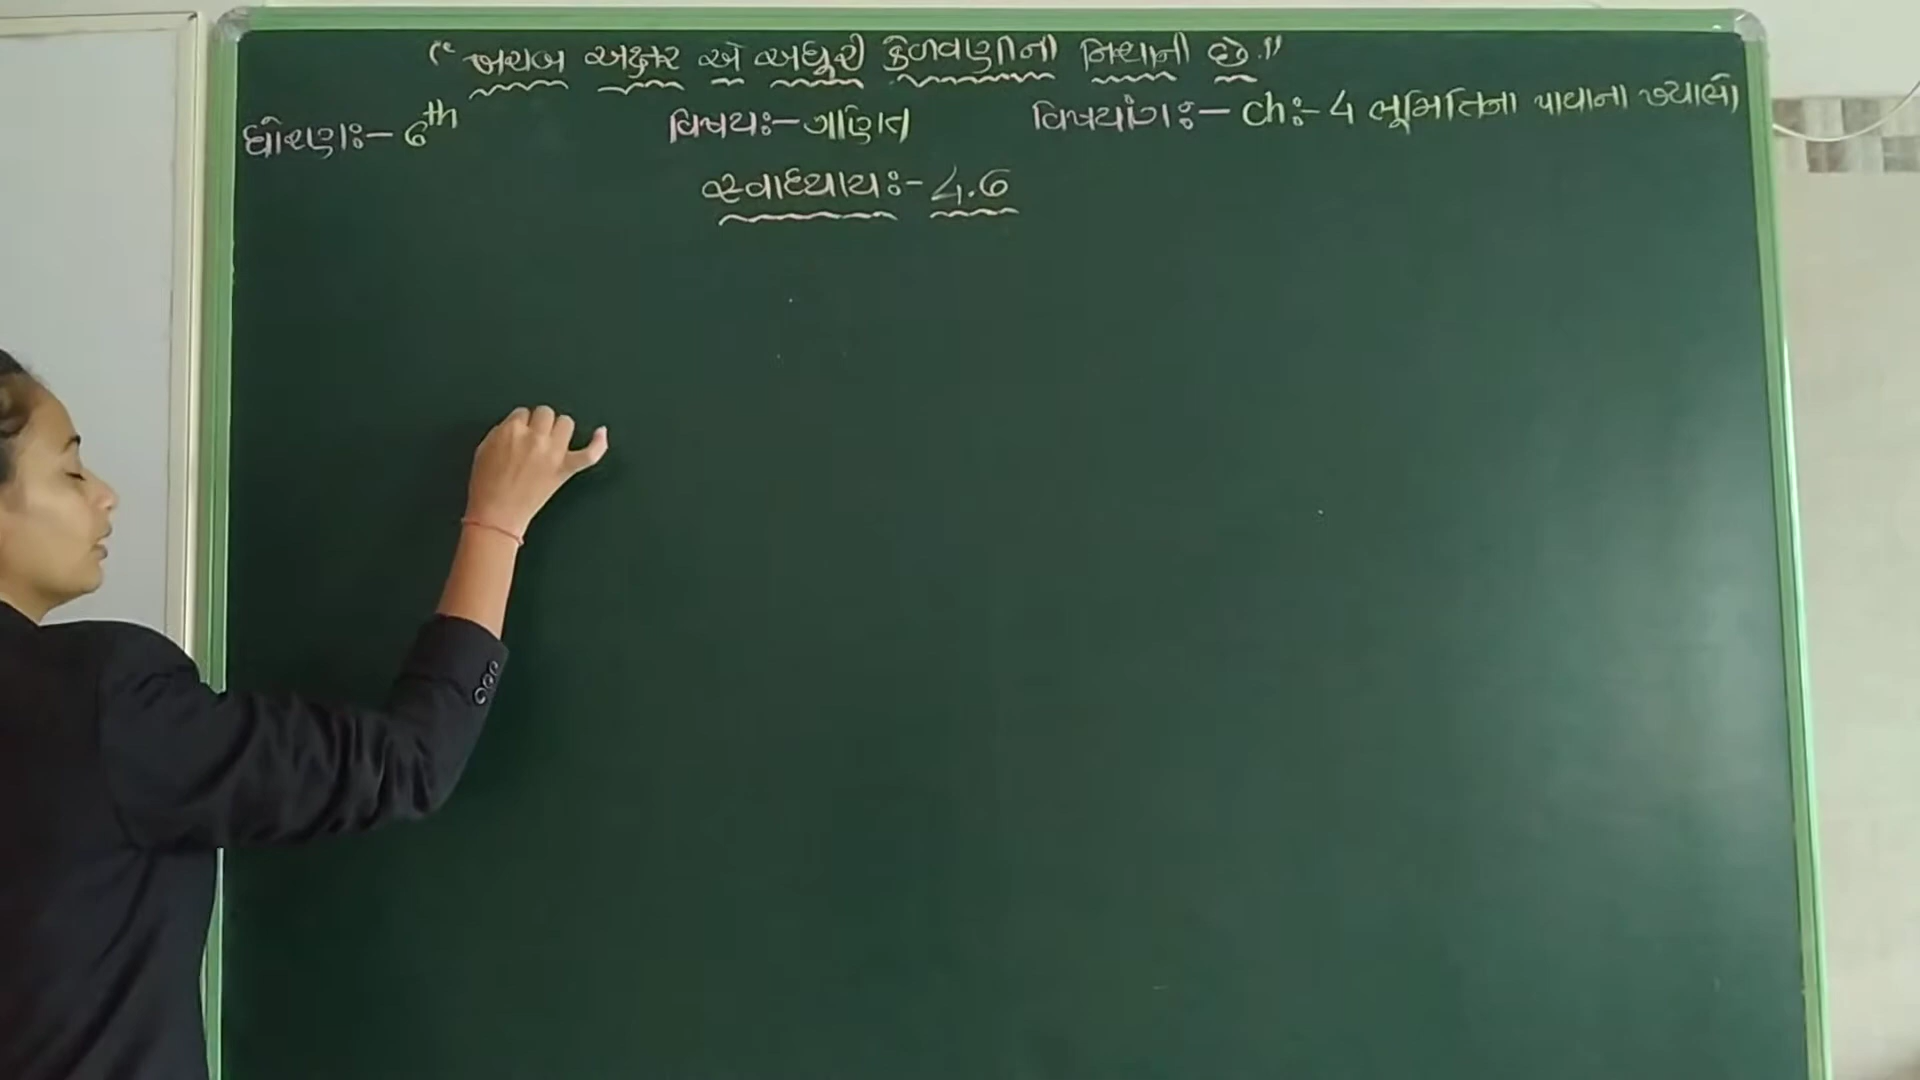 “ ખરાબ અક્ષર એ અધૂરી કેળવણીની નિશાની છે.”
ધોરણઃ- 6th વિષયઃ- ગણિત વિષયાંગઃ- ch:- 4 ભૂમિતિના પાયાના ખ્યાલો
સ્વાધ્યાયઃ- 4.6